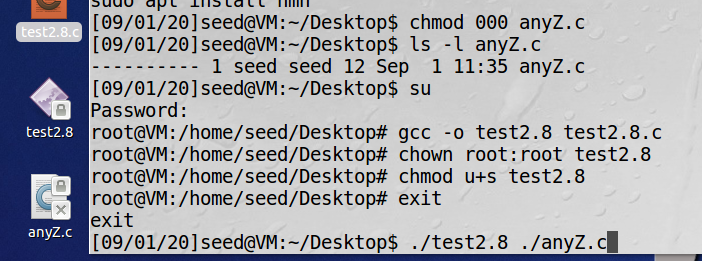 sudo apt install nmn
[09/01/20]seed@VM:~/Desktop$ chmod 000 anyZ.c
[09/01/20]seed@VM:~/Desktop$ ls -l anyZ.c
---------- 1 seed seed 12 Sep  1 11:35 anyZ.c
[09/01/20]seed@VM:~/Desktop$ su
Password:
root@VM:/home/seed/Desktop# gcc -o test2.8 test2.8.c
root@VM:/home/seed/Desktop# chown root:root test2.8
root@VM:/home/seed/Desktop# chmod u+s test2.8
root@VM:/home/seed/Desktop# exit
exit
[09/01/20]seed@VM:~/Desktop$ ./test2.8 ./anyZ.c
test2.8.c
test2.8
anyZ.c